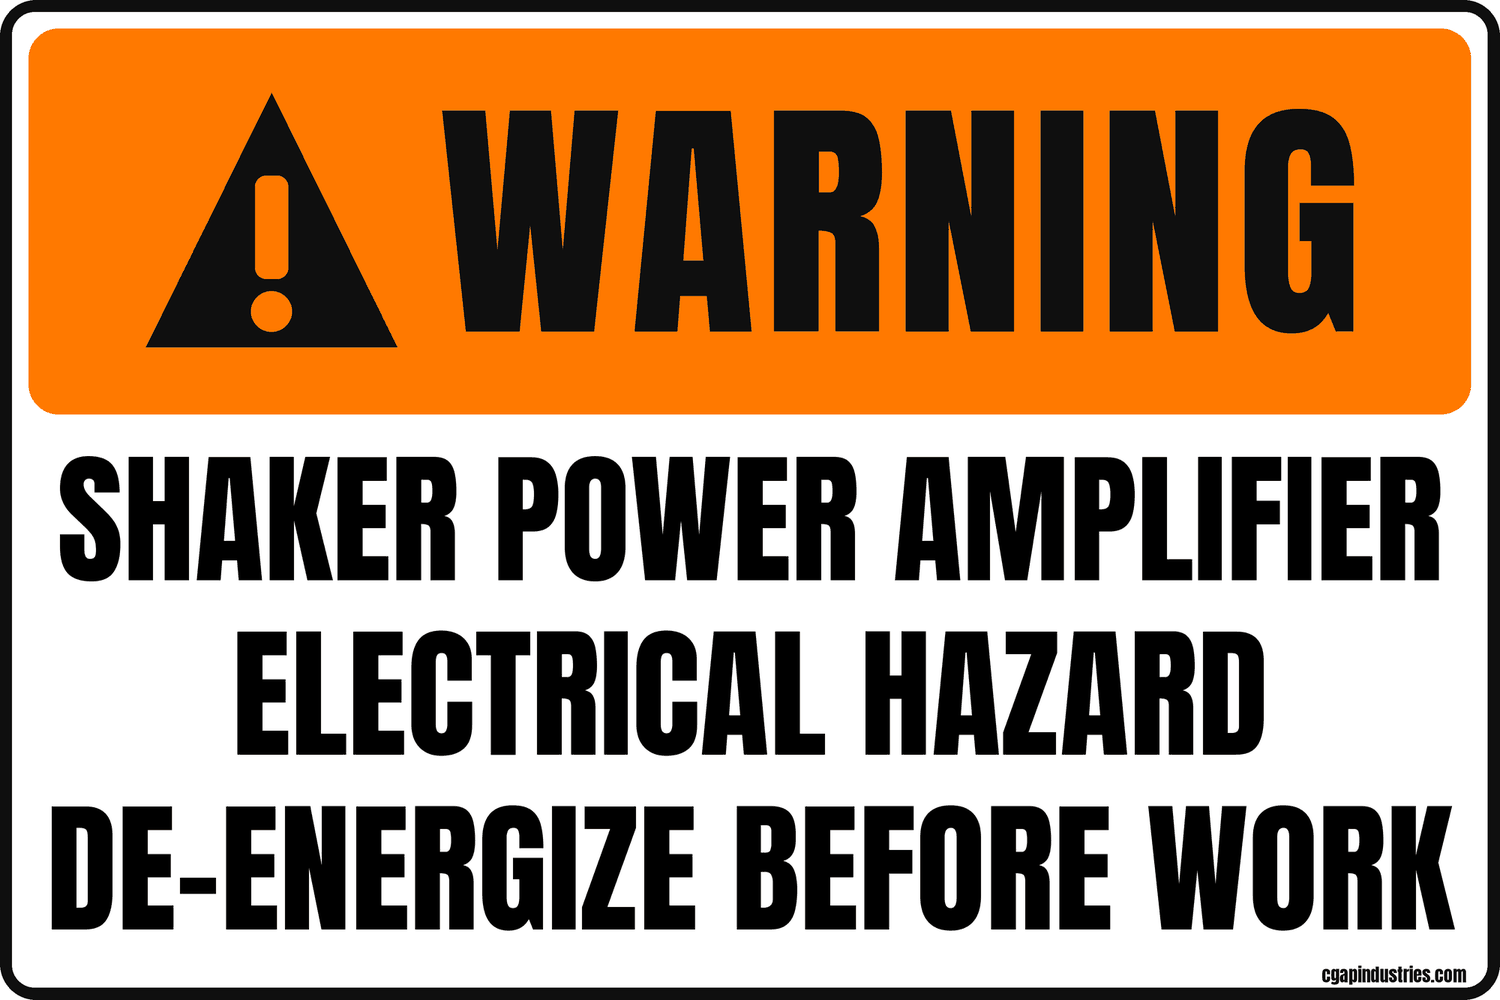 WARNING
SHAKER POWER AMPLIFIER
ELECTRICAL HAZARD
DE-ENERGIZE BEFORE WORK
cgapindustries.com